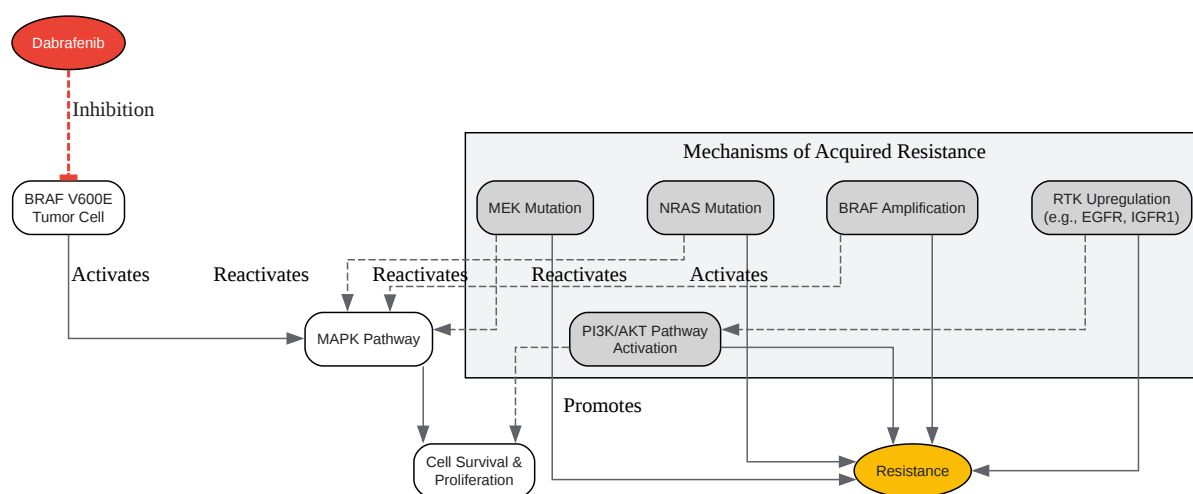 Dabrafenib
Inhibition
Mechanisms of Acquired Resistance
BRAF V600E
Tumor Cell
MEK Mutation
NRAS Mutation
BRAF Amplification
RTK Upregulation
(e.g., EGFR, IGFR1)
Activates
Reactivates
Reactivates
Reactivates
Activates
MAPK Pathway
PI3K/AKT Pathway
Activation
Promotes
Cell Survival &
Proliferation
Resistance